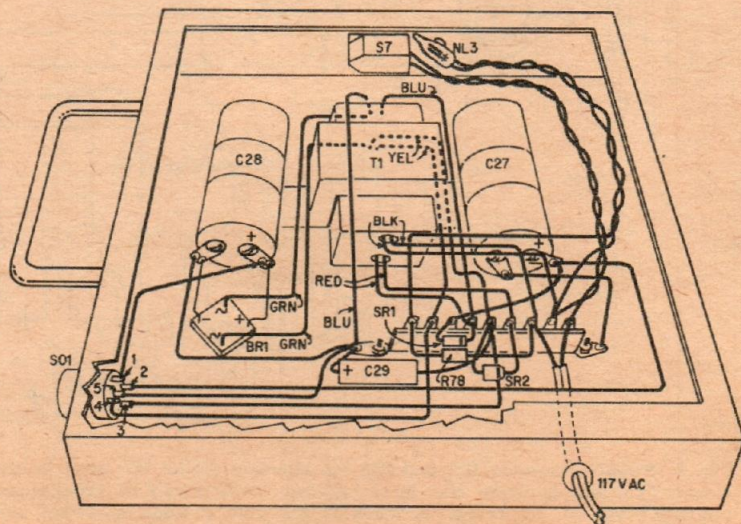 S7
NL3
BLU
C28
T1
YEL
C27
+
BLK
+
RED
GRN
BLU
SR1
BR1
GRN
SO1
1
2
5
4
3
+
C29
R78
SR2
117VAC